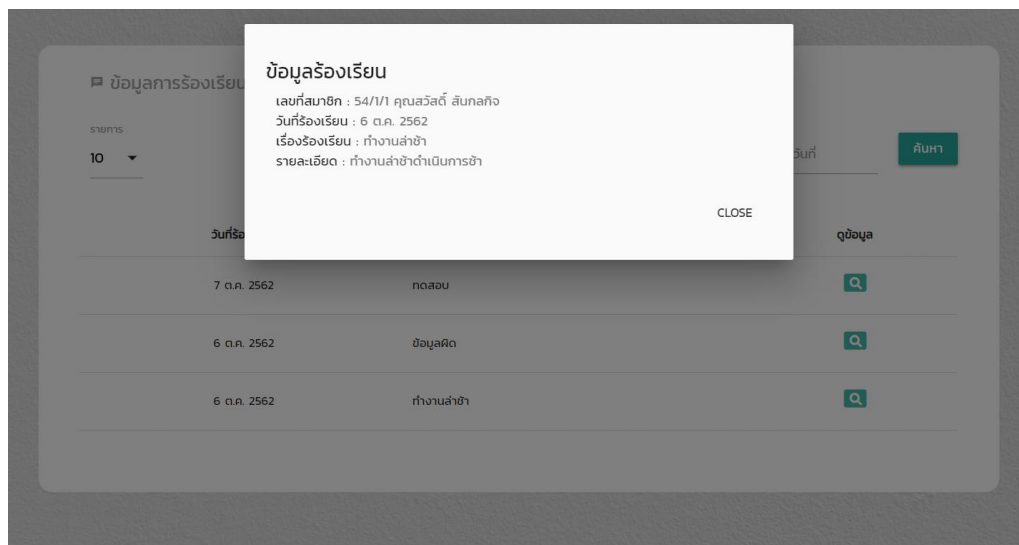 ข้อมูลร้องเรียน
เลขที่สมาชิก : 54/1/1 คุณสวัสดิ์ สันกลกิจ
วันที่ร้องเรียน : 6 ต.ค. 2562
เรื่องร้องเรียน : ทำงานล่าช้า
รายละเอียด : ทำงานล่าช้าดำเนินการช้า
CLOSE
ข้อมูลการร้องเรียน
รายการ
10
วันที่
ค้นหา
ดูข้อมูล
7 ต.ค. 2562 ทดสอบ
6 ต.ค. 2562 ข้อมูลผิด
6 ต.ค. 2562 ทำงานล่าช้า